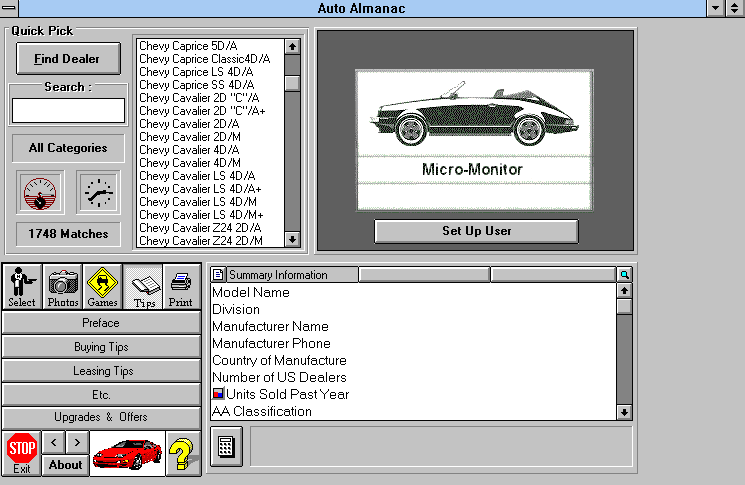 Auto Almanac
Quick Pick
Find Dealer
Search :
All Categories
1748 Matches
Chevy Caprice 5D/A
Chevy Caprice Classic4D/A
Chevy Caprice LS 4D/A
Chevy Caprice SS 4D/A
Chevy Cavalier 2D "C"/A
Chevy Cavalier 2D "C"/A+
Chevy Cavalier 2D/A
Chevy Cavalier 2D/M
Chevy Cavalier 4D/A
Chevy Cavalier 4D/M
Chevy Cavalier LS 4D/A
Chevy Cavalier LS 4D/A+
Chevy Cavalier LS 4D/M
Chevy Cavalier LS 4D/M+
Chevy Cavalier Z24 2D/A
Chevy Cavalier Z24 2D/M
Micro-Monitor
Set Up User
Select Photos Games Tips Print
Preface
Buying Tips
Leasing Tips
Etc.
Upgrades & Offers
STOP
Exit
< >
About
?
Summary Information
Model Name
Division
Manufacturer Name
Manufacturer Phone
Country of Manufacture
Number of US Dealers
Units Sold Past Year
AA Classification